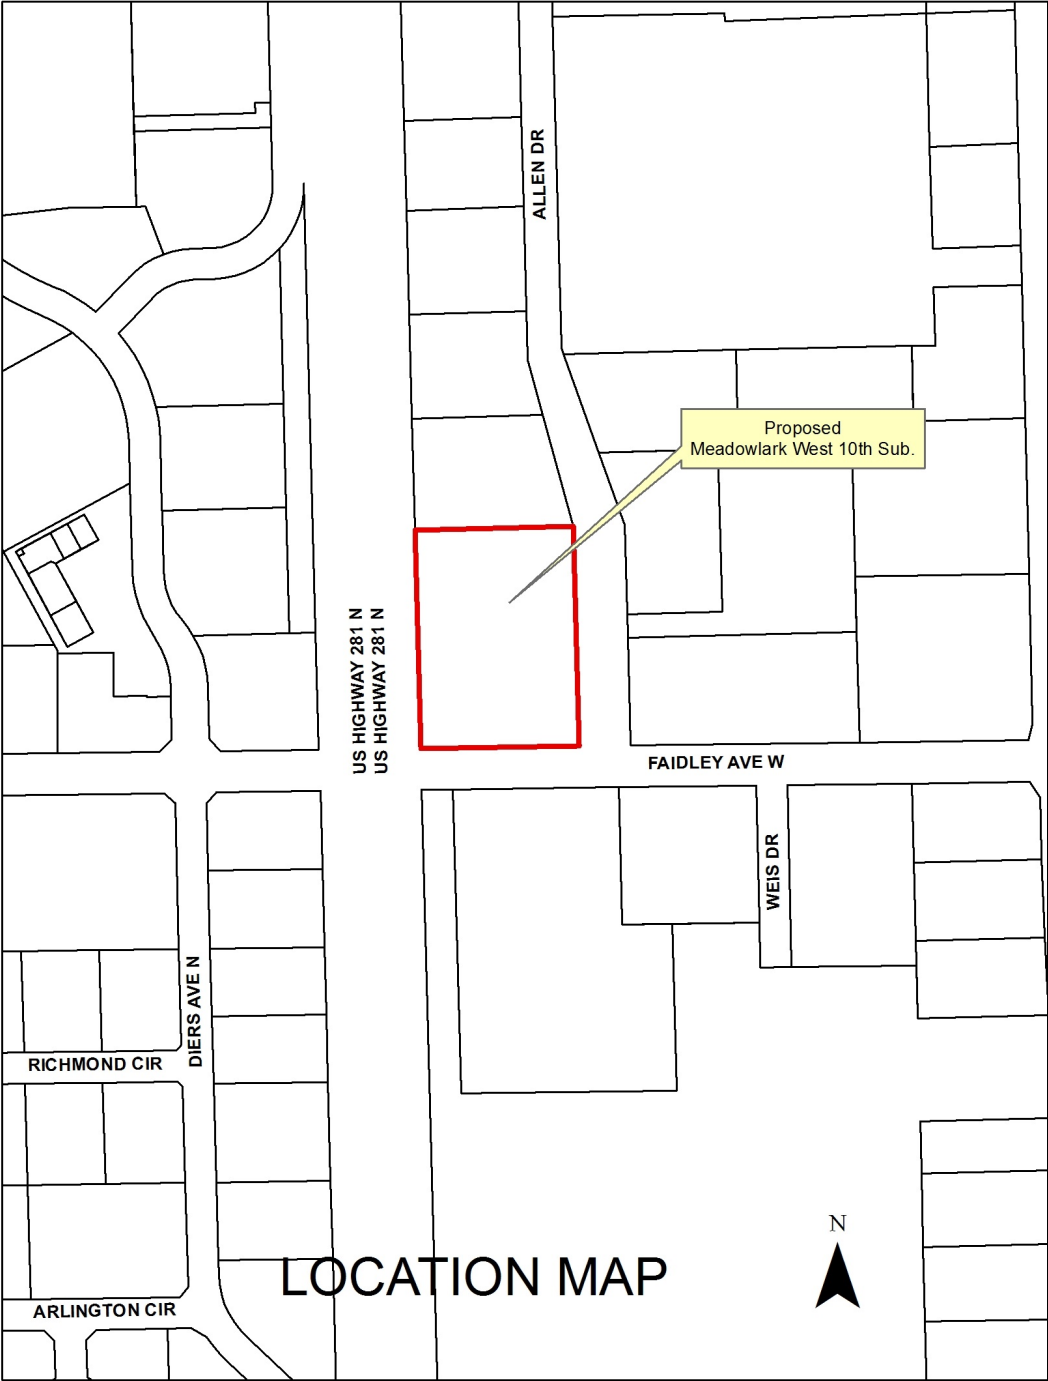 ALLEN DR
Proposed
Meadowlark West 10th Sub.
US HIGHWAY 281 N
US HIGHWAY 281 N
FAIDLEY AVE W
WEIS DR
DIERS AVE N
RICHMOND CIR
N
LOCATION MAP
ARLINGTON CIR